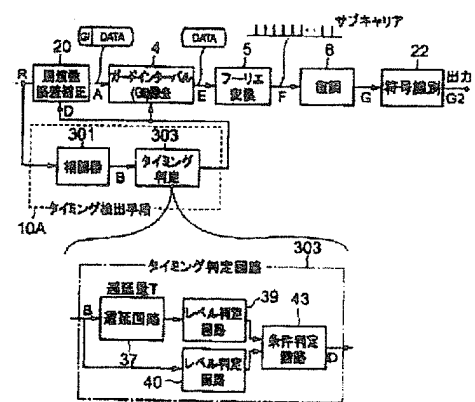 サブキャリア
20
GI DATA
4
DATA
5
6
22
R
周波数
誤差補正
A
ガードインターバル
(GI)除去
E
フーリエ
変換
F
復調
G
符号識別
出力
G2
D
301
303
相関器
B
タイミング
判定
10A
タイミング検出手段
303
タイミング判定回路
遅延量T
39
43
B
遅延回路
レベル判定
回路
条件判定
回路
D
37
レベル判定
回路
40